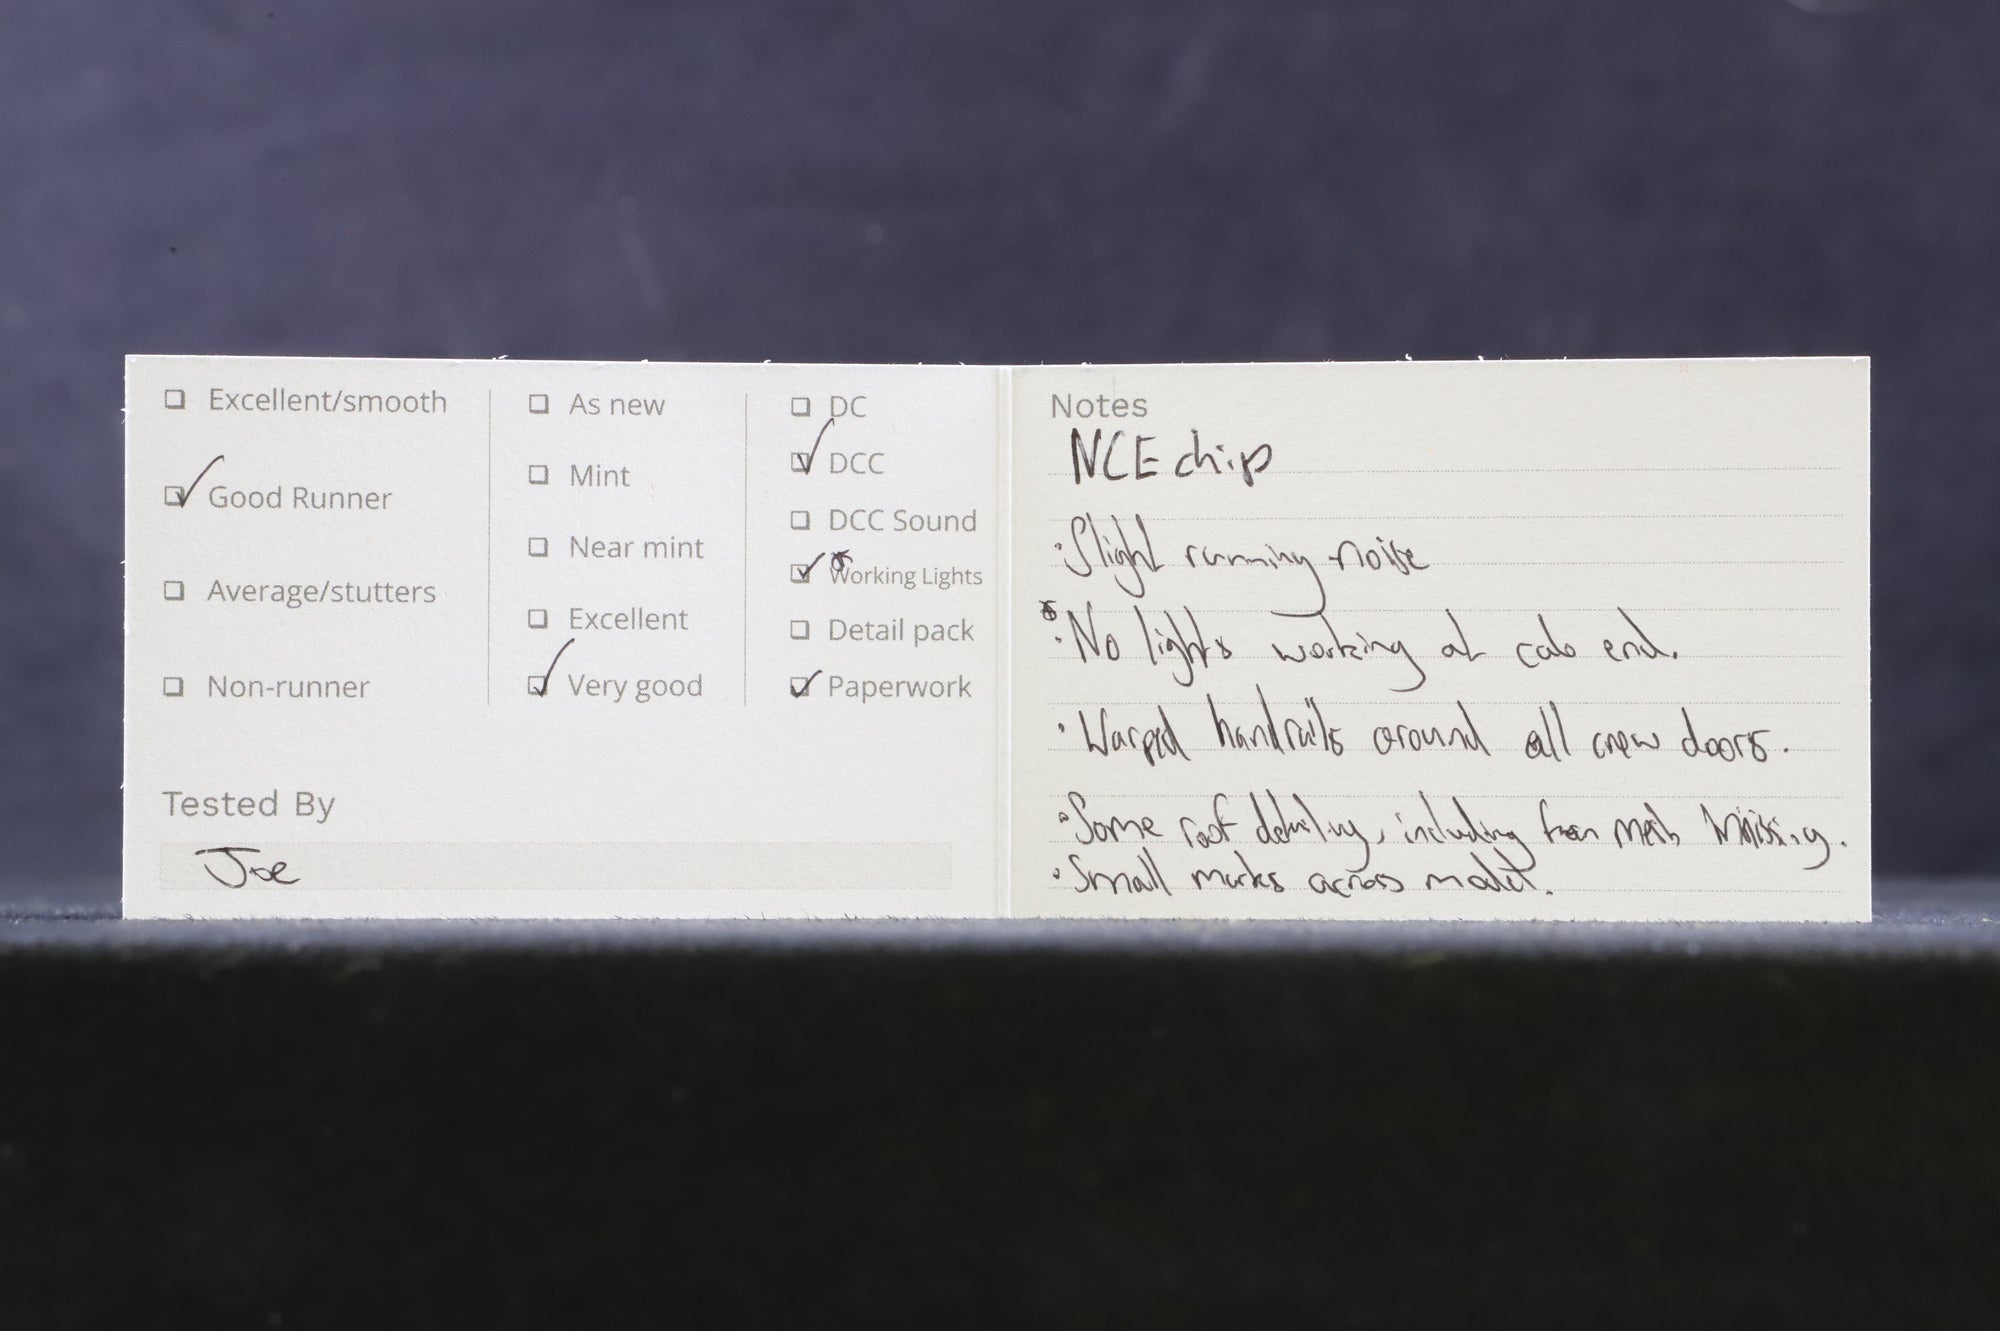 ☐ Excellent/smooth
☑ Good Runner
☐ Average/stutters
☐ Non-runner
☐ As new
☐ Mint
☐ Near mint
☐ Excellent
☑ Very good
☐ DC
☑ DCC
☐ DCC Sound
☑ * Working Lights
☐ Detail pack
☑ Paperwork
Tested By
Joe
Notes
NCE chip
· Slight running noise
* · No lights working at cab end.
· Warped handrails around all crew doors.
· Some roof detailing, including fan mesh missing.
· Small marks across model.